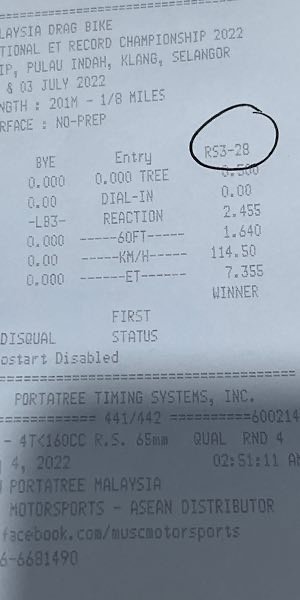 LAYSIA DRAG BIKE
TIONAL ET RECORD CHAMPIONSHIP 2022
IP, PULAU INDAH, KLANG, SELANGOR
& 03 JULY 2022
NGTH : 201M - 1/8 MILES
RFACE : NO-PREP
BYE Entry RS3-28
0.000 0.000 TREE 0.500
0.00 DIAL-IN 0.00
-LB3- REACTION 2.455
0.000 -----60FT----- 1.640
0.00 -----KM/H----- 114.50
0.000 ------ET------ 7.355
WINNER
FIRST
DISQUAL STATUS
ostart Disabled
=====================================
PORTATREE TIMING SYSTEMS, INC.
============ 441/442 ==========600214
- 4T<160CC R.S. 65mm QUAL RND 4
4, 2022 02:51:11 A
PORTATREE MALAYSIA
MOTORSPORTS - ASEAN DISTRIBUTOR
facebook.com/muscmotorsports
6-6681490